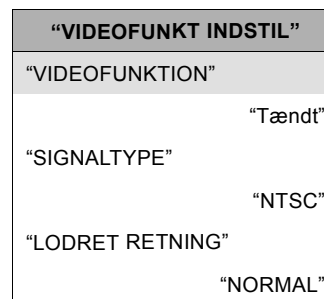 “VIDEOFUNKT INDSTIL”
“VIDEOFUNKTION”
“Tændt”
“SIGNALTYPE”
“NTSC”
“LODRET RETNING”
“NORMAL”